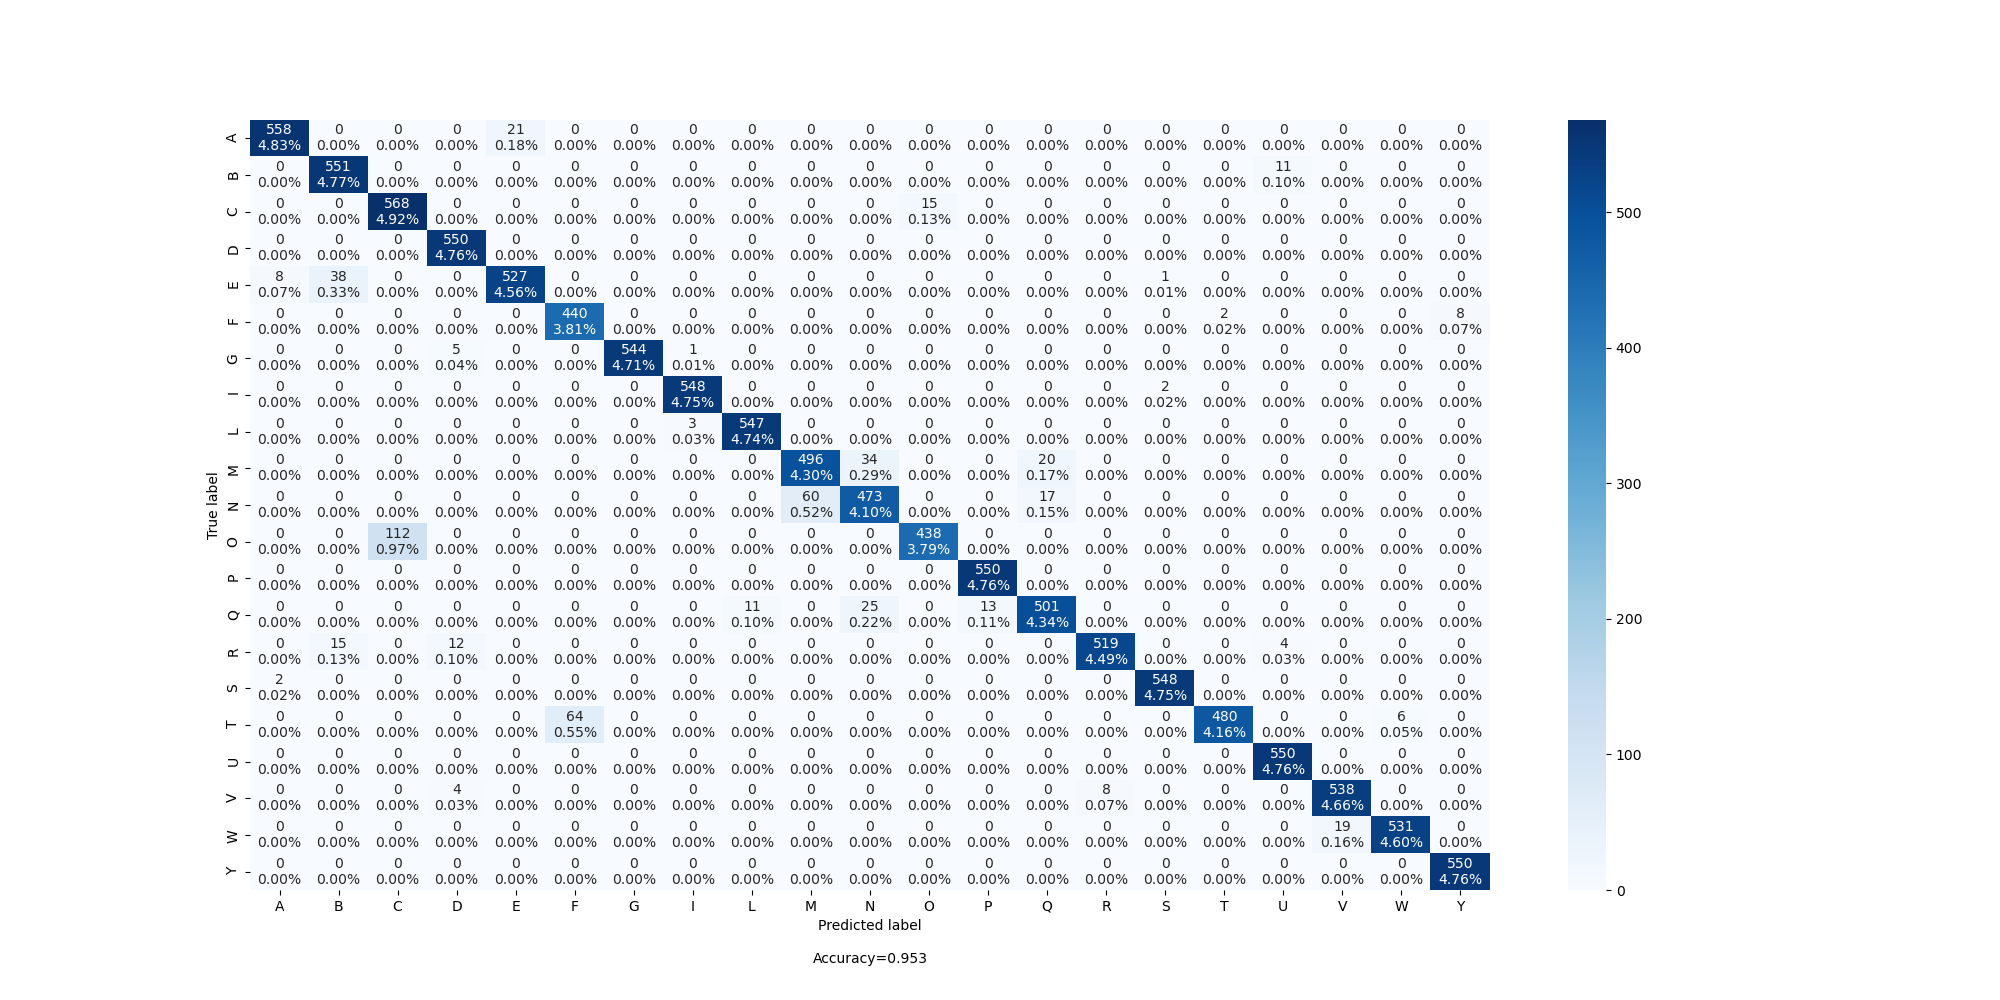 558 0 0 0 21 0 0 0 0 0 0 0 0 0 0 0 0 0 0 0 0
A 4.83% 0.00% 0.00% 0.00% 0.18% 0.00% 0.00% 0.00% 0.00% 0.00% 0.00% 0.00% 0.00% 0.00% 0.00% 0.00% 0.00% 0.00% 0.00% 0.00% 0.00%
0 551 0 0 0 0 0 0 0 0 0 0 0 0 0 0 0 11 0 0 0
B 0.00% 4.77% 0.00% 0.00% 0.00% 0.00% 0.00% 0.00% 0.00% 0.00% 0.00% 0.00% 0.00% 0.00% 0.00% 0.00% 0.00% 0.10% 0.00% 0.00% 0.00%
0 0 568 0 0 0 0 0 0 0 0 15 0 0 0 0 0 0 0 0 0
C 0.00% 0.00% 4.92% 0.00% 0.00% 0.00% 0.00% 0.00% 0.00% 0.00% 0.00% 0.13% 0.00% 0.00% 0.00% 0.00% 0.00% 0.00% 0.00% 0.00% 0.00%
0 0 0 550 0 0 0 0 0 0 0 0 0 0 0 0 0 0 0 0 0
D 0.00% 0.00% 0.00% 4.76% 0.00% 0.00% 0.00% 0.00% 0.00% 0.00% 0.00% 0.00% 0.00% 0.00% 0.00% 0.00% 0.00% 0.00% 0.00% 0.00% 0.00%
8 38 0 0 527 0 0 0 0 0 0 0 0 0 0 1 0 0 0 0 0
E 0.07% 0.33% 0.00% 0.00% 4.56% 0.00% 0.00% 0.00% 0.00% 0.00% 0.00% 0.00% 0.00% 0.00% 0.00% 0.01% 0.00% 0.00% 0.00% 0.00% 0.00%
0 0 0 0 0 440 0 0 0 0 0 0 0 0 0 0 2 0 0 0 8
F 0.00% 0.00% 0.00% 0.00% 0.00% 3.81% 0.00% 0.00% 0.00% 0.00% 0.00% 0.00% 0.00% 0.00% 0.00% 0.00% 0.02% 0.00% 0.00% 0.00% 0.07%
0 0 0 5 0 0 544 1 0 0 0 0 0 0 0 0 0 0 0 0 0
G 0.00% 0.00% 0.00% 0.04% 0.00% 0.00% 4.71% 0.01% 0.00% 0.00% 0.00% 0.00% 0.00% 0.00% 0.00% 0.00% 0.00% 0.00% 0.00% 0.00% 0.00%
0 0 0 0 0 0 0 548 0 0 0 0 0 0 0 2 0 0 0 0 0
I 0.00% 0.00% 0.00% 0.00% 0.00% 0.00% 0.00% 4.75% 0.00% 0.00% 0.00% 0.00% 0.00% 0.00% 0.00% 0.02% 0.00% 0.00% 0.00% 0.00% 0.00%
0 0 0 0 0 0 0 3 547 0 0 0 0 0 0 0 0 0 0 0 0
L 0.00% 0.00% 0.00% 0.00% 0.00% 0.00% 0.00% 0.03% 4.74% 0.00% 0.00% 0.00% 0.00% 0.00% 0.00% 0.00% 0.00% 0.00% 0.00% 0.00% 0.00%
0 0 0 0 0 0 0 0 0 496 34 0 0 20 0 0 0 0 0 0 0
M 0.00% 0.00% 0.00% 0.00% 0.00% 0.00% 0.00% 0.00% 0.00% 4.30% 0.29% 0.00% 0.00% 0.17% 0.00% 0.00% 0.00% 0.00% 0.00% 0.00% 0.00%
0 0 0 0 0 0 0 0 0 60 473 0 0 17 0 0 0 0 0 0 0
N 0.00% 0.00% 0.00% 0.00% 0.00% 0.00% 0.00% 0.00% 0.00% 0.52% 4.10% 0.00% 0.00% 0.15% 0.00% 0.00% 0.00% 0.00% 0.00% 0.00% 0.00%
0 0 112 0 0 0 0 0 0 0 0 438 0 0 0 0 0 0 0 0 0
O 0.00% 0.00% 0.97% 0.00% 0.00% 0.00% 0.00% 0.00% 0.00% 0.00% 0.00% 3.79% 0.00% 0.00% 0.00% 0.00% 0.00% 0.00% 0.00% 0.00% 0.00%
0 0 0 0 0 0 0 0 0 0 0 0 550 0 0 0 0 0 0 0 0
P 0.00% 0.00% 0.00% 0.00% 0.00% 0.00% 0.00% 0.00% 0.00% 0.00% 0.00% 0.00% 4.76% 0.00% 0.00% 0.00% 0.00% 0.00% 0.00% 0.00% 0.00%
0 0 0 0 0 0 0 0 11 0 25 0 13 501 0 0 0 0 0 0 0
Q 0.00% 0.00% 0.00% 0.00% 0.00% 0.00% 0.00% 0.00% 0.10% 0.00% 0.22% 0.00% 0.11% 4.34% 0.00% 0.00% 0.00% 0.00% 0.00% 0.00% 0.00%
0 15 0 12 0 0 0 0 0 0 0 0 0 0 519 0 0 4 0 0 0
R 0.00% 0.13% 0.00% 0.10% 0.00% 0.00% 0.00% 0.00% 0.00% 0.00% 0.00% 0.00% 0.00% 0.00% 4.49% 0.00% 0.00% 0.03% 0.00% 0.00% 0.00%
2 0 0 0 0 0 0 0 0 0 0 0 0 0 0 548 0 0 0 0 0
S 0.02% 0.00% 0.00% 0.00% 0.00% 0.00% 0.00% 0.00% 0.00% 0.00% 0.00% 0.00% 0.00% 0.00% 0.00% 4.75% 0.00% 0.00% 0.00% 0.00% 0.00%
0 0 0 0 0 64 0 0 0 0 0 0 0 0 0 0 480 0 0 6 0
T 0.00% 0.00% 0.00% 0.00% 0.00% 0.55% 0.00% 0.00% 0.00% 0.00% 0.00% 0.00% 0.00% 0.00% 0.00% 0.00% 4.16% 0.00% 0.00% 0.05% 0.00%
0 0 0 0 0 0 0 0 0 0 0 0 0 0 0 0 0 550 0 0 0
U 0.00% 0.00% 0.00% 0.00% 0.00% 0.00% 0.00% 0.00% 0.00% 0.00% 0.00% 0.00% 0.00% 0.00% 0.00% 0.00% 0.00% 4.76% 0.00% 0.00% 0.00%
0 0 0 4 0 0 0 0 0 0 0 0 0 0 8 0 0 0 538 0 0
V 0.00% 0.00% 0.00% 0.03% 0.00% 0.00% 0.00% 0.00% 0.00% 0.00% 0.00% 0.00% 0.00% 0.00% 0.07% 0.00% 0.00% 0.00% 4.66% 0.00% 0.00%
0 0 0 0 0 0 0 0 0 0 0 0 0 0 0 0 0 0 19 531 0
W 0.00% 0.00% 0.00% 0.00% 0.00% 0.00% 0.00% 0.00% 0.00% 0.00% 0.00% 0.00% 0.00% 0.00% 0.00% 0.00% 0.00% 0.00% 0.16% 4.60% 0.00%
0 0 0 0 0 0 0 0 0 0 0 0 0 0 0 0 0 0 0 0 550
Y 0.00% 0.00% 0.00% 0.00% 0.00% 0.00% 0.00% 0.00% 0.00% 0.00% 0.00% 0.00% 0.00% 0.00% 0.00% 0.00% 0.00% 0.00% 0.00% 0.00% 4.76%
A B C D E F G I L M N O P Q R S T U V W Y
True label
Predicted label
Accuracy=0.953
500
400
300
200
100
0